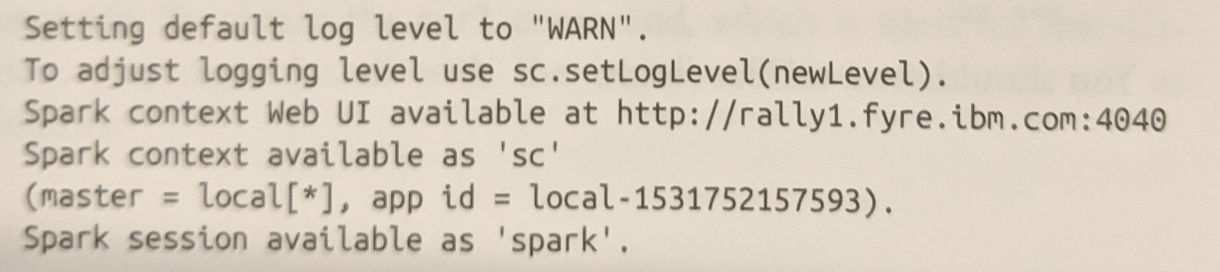 Setting default log level to "WARN".
To adjust logging level use sc.setLogLevel(newLevel).
Spark context Web UI available at http://rally1.fyre.ibm.com:4040
Spark context available as 'sc'
(master = local[*], app id = local-1531752157593).
Spark session available as 'spark'.